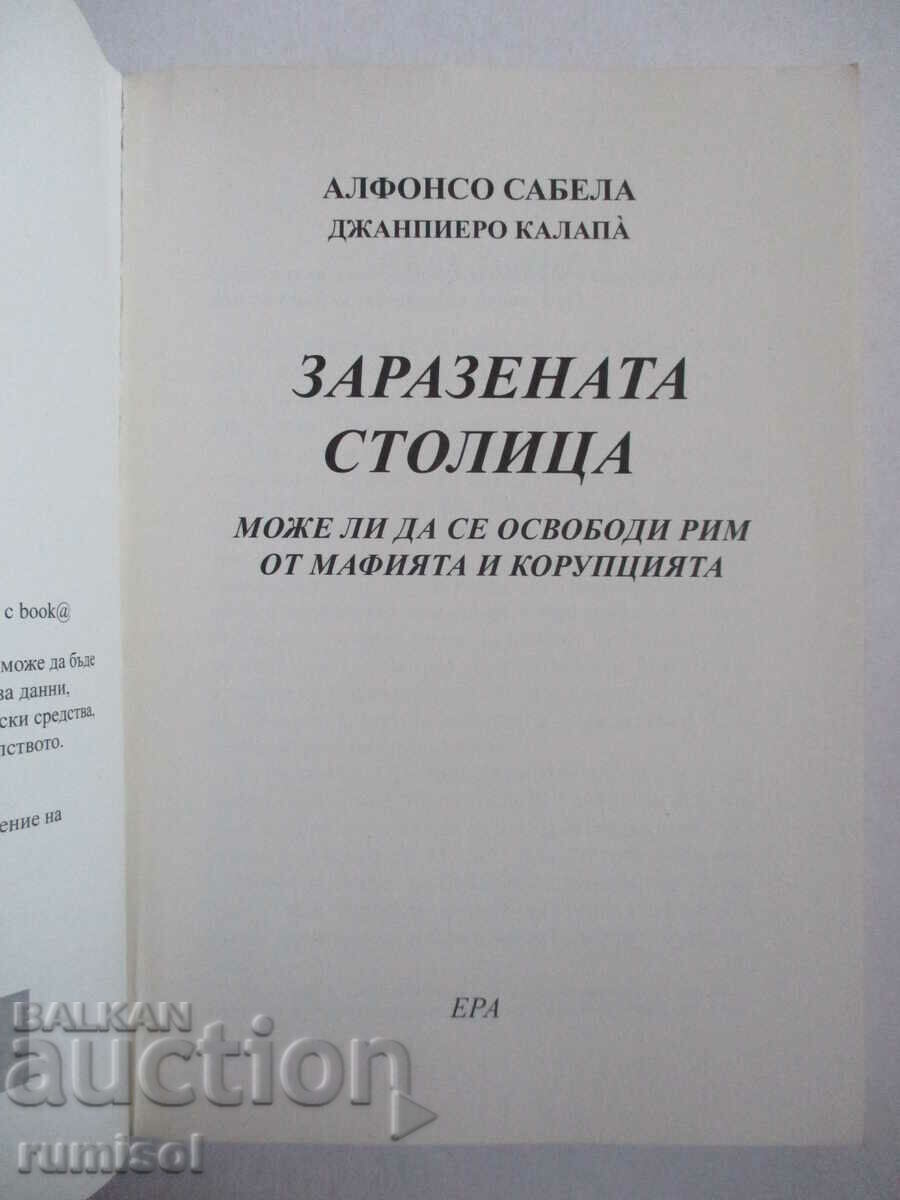 с book@
може да бъде
ва данни,
ски средства,
лството.
ение на
АЛФОНСО САБЕЛА
ДЖАНПИЕРО КАЛАПÀ
ЗАРАЗЕНАТА
СТОЛИЦА
МОЖЕ ЛИ ДА СЕ ОСВОБОДИ РИМ
ОТ МАФИЯТА И КОРУПЦИЯТА
ЕРА
BALKAN
auction
rumisol